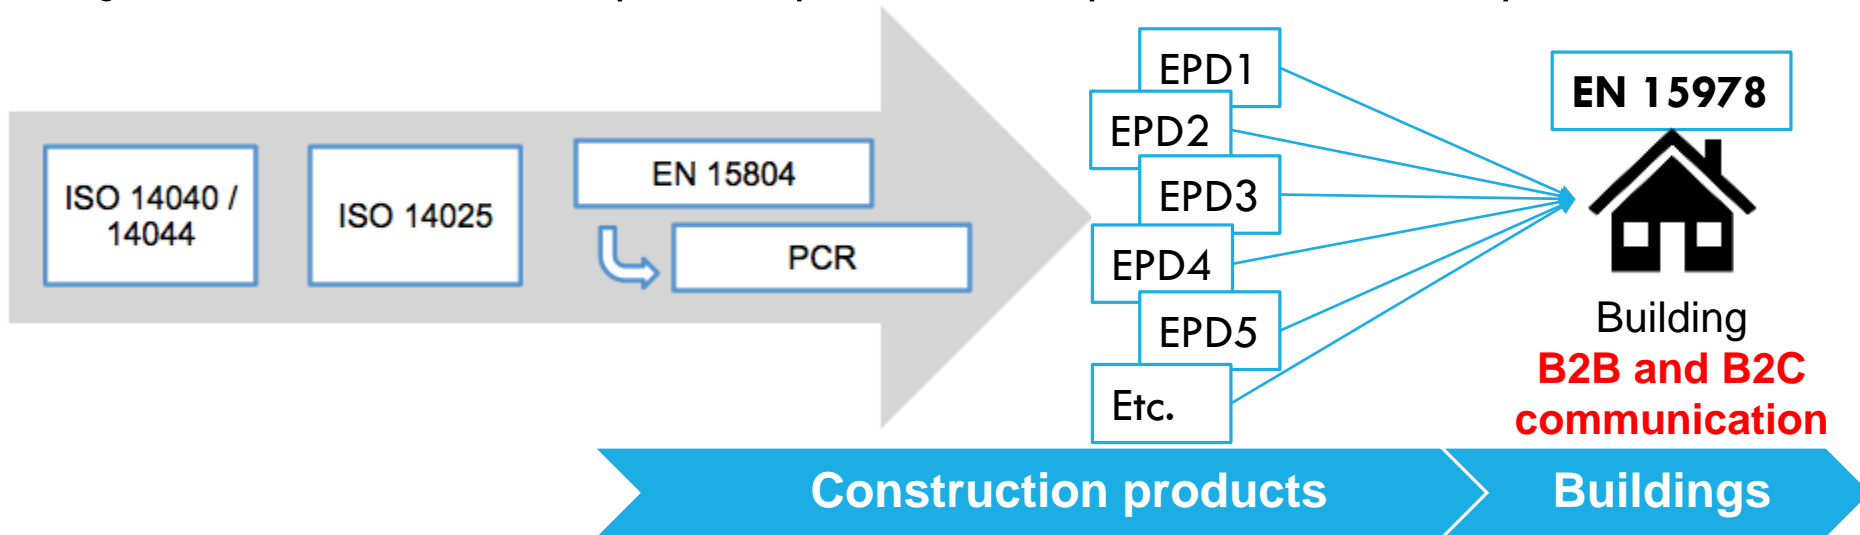 ISO 14040 /
14044
ISO 14025
EN 15804
PCR
EPD1
EPD2
EPD3
EPD4
EPD5
Etc.
EN 15978
Building
B2B and B2C
communication
Construction products
Buildings